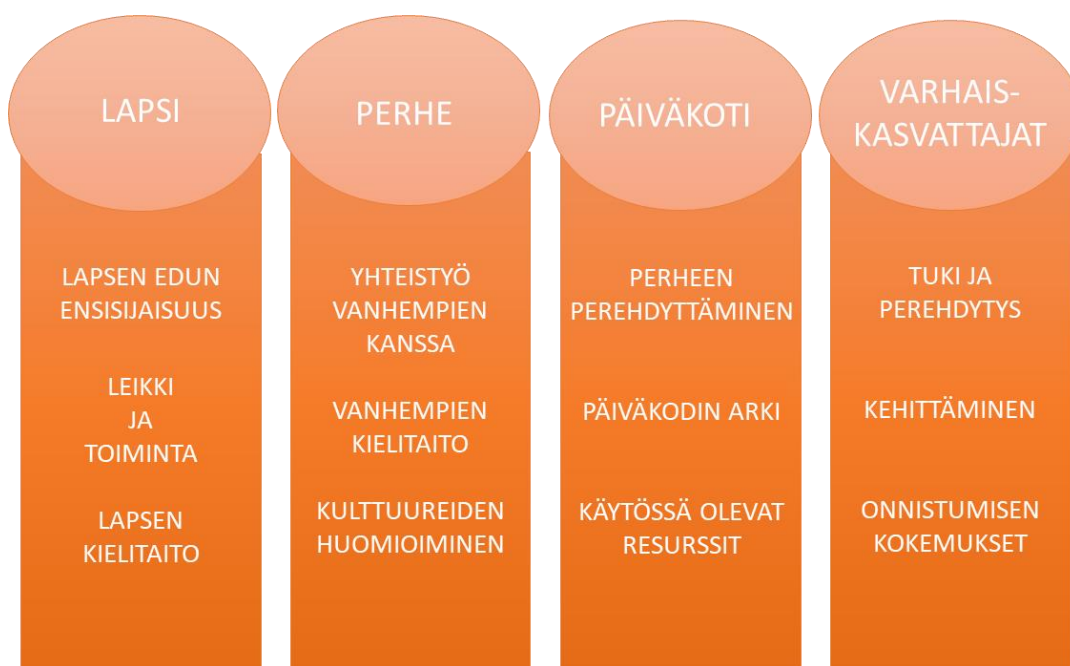 LAPSI
LAPSEN EDUN
ENSISIJAISUUS
LEIKKI
JA
TOIMINTA
LAPSEN
KIELITAITO
PERHE
YHTEISTYÖ
VANHEMPIEN
KANSSA
VANHEMPIEN
KIELITAITO
KULTTUUREIDEN
HUOMIOIMINEN
PÄIVÄKOTI
PERHEEN
PEREHDYTTÄMINEN
PÄIVÄKODIN ARKI
KÄYTÖSSÄ OLEVAT
RESURSSIT
VARHAIS-
KASVATTAJAT
TUKI JA
PEREHDYTYS
KEHITTÄMINEN
ONNISTUMISEN
KOKEMUKSET